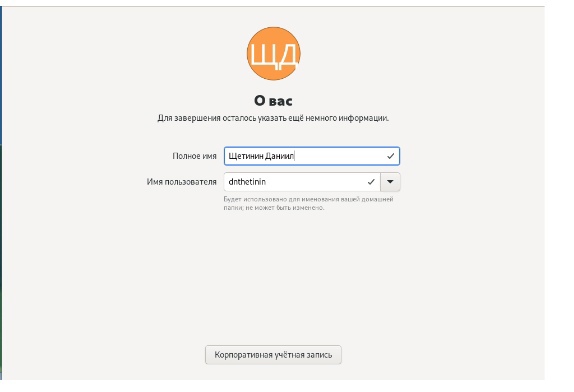 ЩД
О вас
Для завершения осталось указать ещё немного информации.
Полное имя Щетинин Даниил
Имя пользователя dnthetinin
Будет использовано для именования вашей домашней
папки; не может быть изменено.
Корпоративная учётная запись